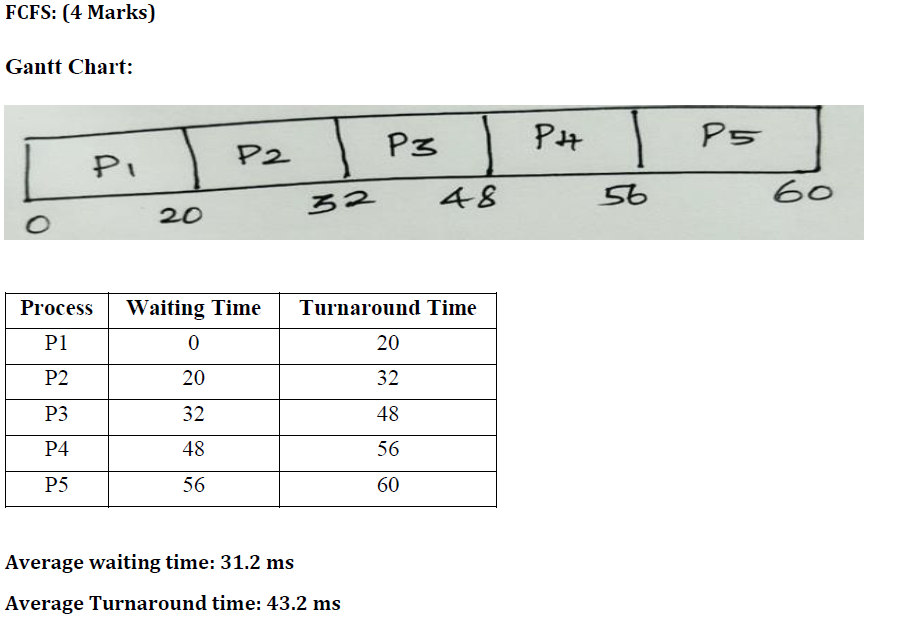 FCFS: (4 Marks)
Gantt Chart:
P1 P2 P3 P4 P5
0 20 32 48 56 60
Process Waiting Time Turnaround Time
P1 0 20
P2 20 32
P3 32 48
P4 48 56
P5 56 60
Average waiting time: 31.2 ms
Average Turnaround time: 43.2 ms